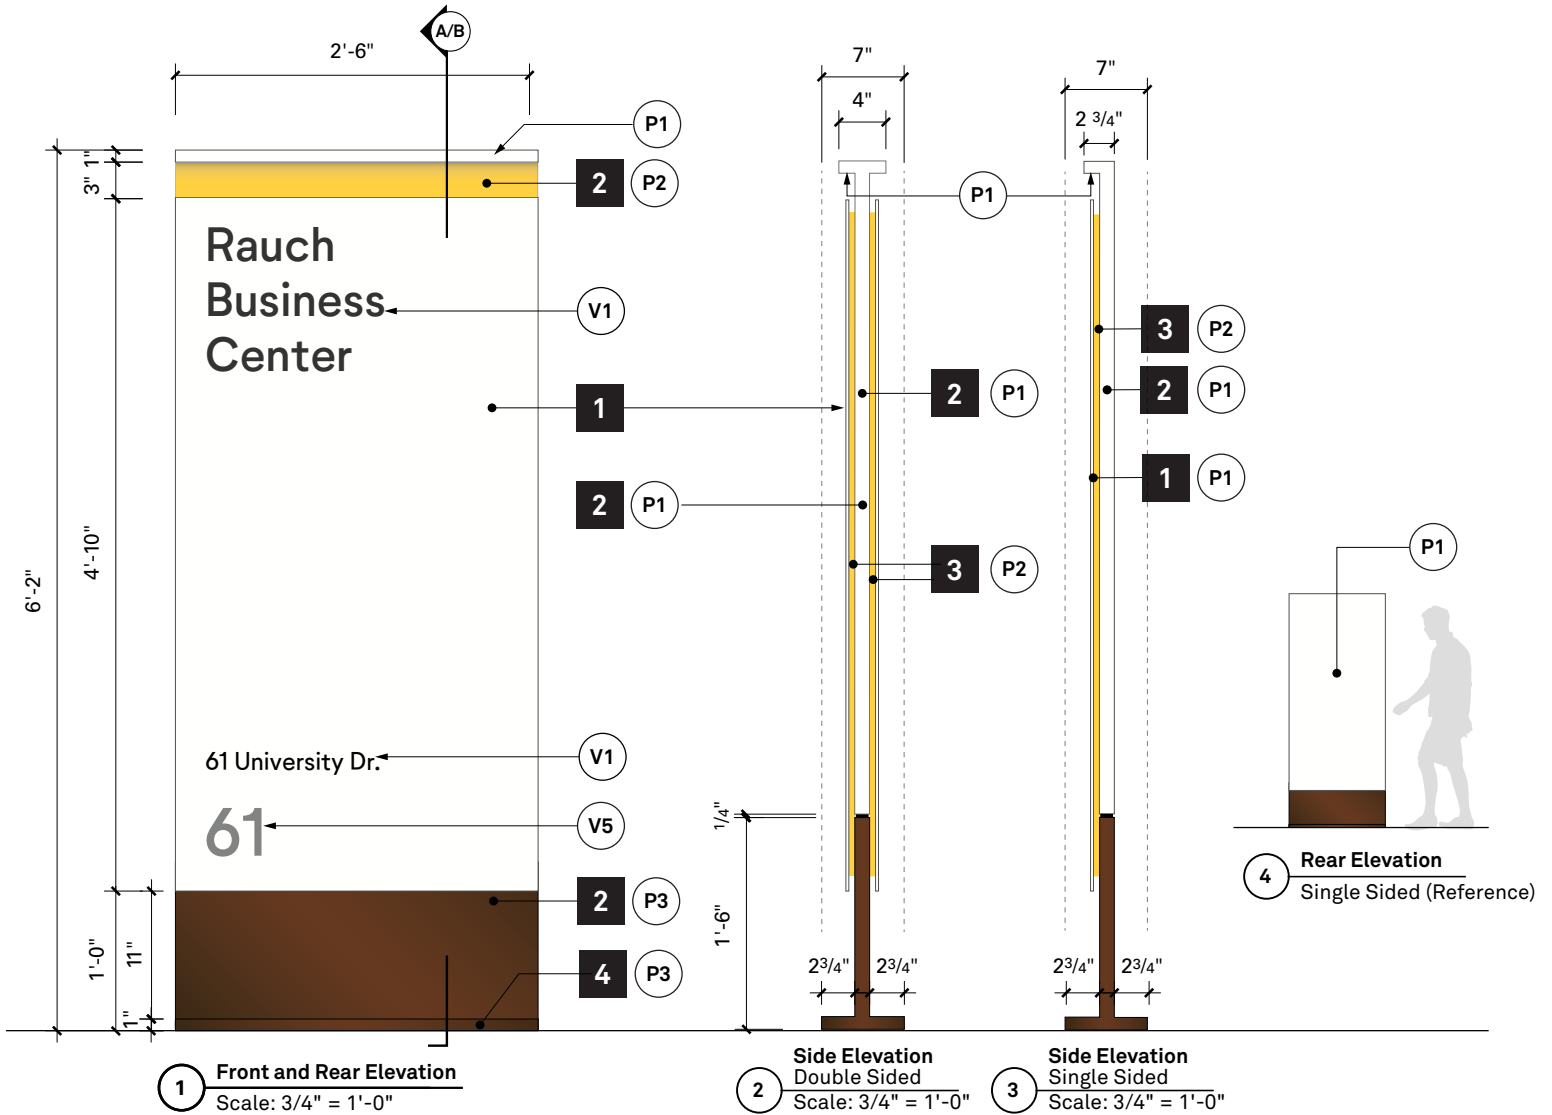 A/B
2'-6"
P1
1"
3"
2 P2
Rauch
Business
Center
V1
1
2 P1
6'-2"
4'-10"
61 University Dr.
V1
61
V5
2 P3
4 P3
1'-0"
11"
1"
1 Front and Rear Elevation
Scale: 3/4" = 1'-0"
7"
4"
P1
2 P1
3 P2
1/4"
1'-6"
2 3/4"
2 3/4"
2 Side Elevation
Double Sided
Scale: 3/4" = 1'-0"
7"
2 3/4"
3 P2
2 P1
1 P1
2 3/4"
2 3/4"
3 Side Elevation
Single Sided
Scale: 3/4" = 1'-0"
P1
4 Rear Elevation
Single Sided (Reference)